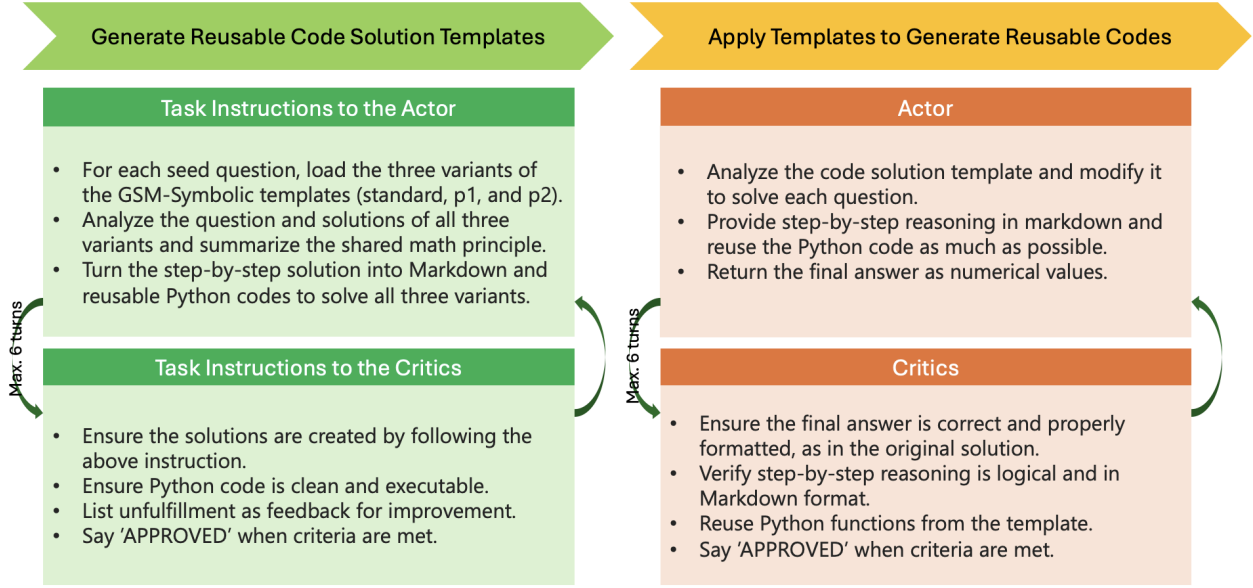 Generate Reusable Code Solution Templates
Task Instructions to the Actor
• For each seed question, load the three variants of
the GSM-Symbolic templates (standard, p1, and p2).
• Analyze the question and solutions of all three
variants and summarize the shared math principle.
• Turn the step-by-step solution into Markdown and
reusable Python codes to solve all three variants.
Max. 6 turns
Task Instructions to the Critics
• Ensure the solutions are created by following the
above instruction.
• Ensure Python code is clean and executable.
• List unfulfillment as feedback for improvement.
• Say ‘APPROVED’ when criteria are met.
Apply Templates to Generate Reusable Codes
Actor
• Analyze the code solution template and modify it
to solve each question.
• Provide step-by-step reasoning in markdown and
reuse the Python code as much as possible.
• Return the final answer as numerical values.
Max. 6 turns
Critics
• Ensure the final answer is correct and properly
formatted, as in the original solution.
• Verify step-by-step reasoning is logical and in
Markdown format.
• Reuse Python functions from the template.
• Say ‘APPROVED’ when criteria are met.